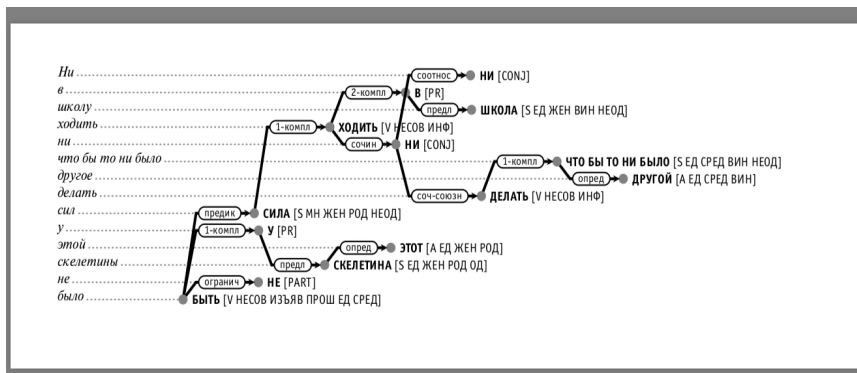 Ни соотнос НИ [CONJ]
в 2-компл В [PR]
школу предл ШКОЛА [S ЕД ЖЕН ВИН НЕОД]
ходить 1-компл ХОДИТЬ [V НЕСОВ ИНФ]
ни сочин НИ [CONJ]
что бы то ни было 1-компл ЧТО БЫ ТО НИ БЫЛО [S ЕД СРЕД ВИН НЕОД]
другое опред ДРУГОЙ [A ЕД СРЕД ВИН]
делать соч-союзн ДЕЛАТЬ [V НЕСОВ ИНФ]
сил предик СИЛА [S МН ЖЕН РОД НЕОД]
у 1-компл У [PR]
этой опред ЭТОТ [A ЕД ЖЕН РОД]
скелетины предл СКЕЛЕТИНА [S ЕД ЖЕН РОД ОД]
не огранич НЕ [PART]
было БЫТЬ [V НЕСОВ ИЗЪЯВ ПРОШ ЕД СРЕД]